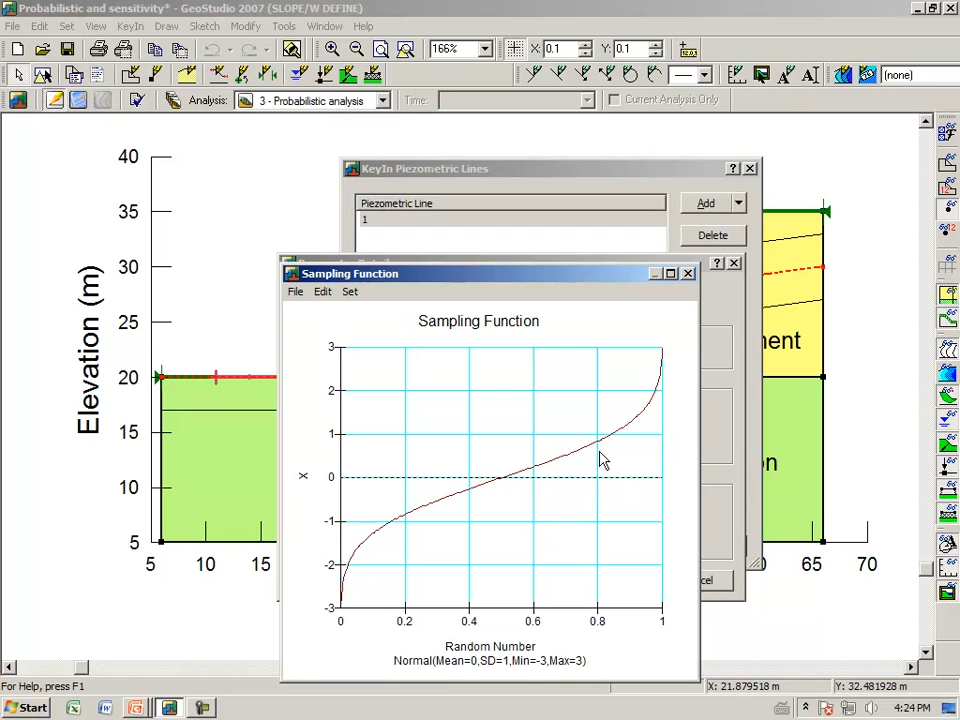 Probabilistic and sensitivity* - GeoStudio 2007 (SLOPE/W DEFINE)
File Edit Set View KeyIn Draw Sketch Modify Tools Window Help
166% X: 0.1 Y: 0.1
(none)
Analysis: 3 - Probabilistic analysis Time: Current Analysis Only
KeyIn Piezometric Lines
Piezometric Line
1
Add
Delete
Sampling Function
File Edit Set
Sampling Function
3
2
1
0
-1
-2
-3
X
0 0.2 0.4 0.6 0.8 1
Random Number
Normal(Mean=0,SD=1,Min=-3,Max=3)
cel
ment
on
Elevation (m)
40
35
30
25
20
15
10
5
5 10 15 65 70
For Help, press F1
X: 21.879518 m Y: 32.481928 m
Start
4:24 PM